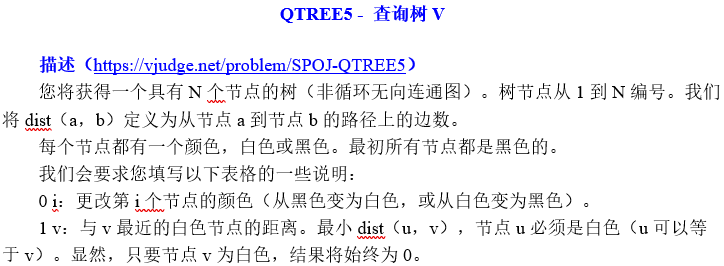 QTREE5 - 查询树 V
描述（https://vjudge.net/problem/SPOJ-QTREE5）
您将获得一个具有 N 个节点的树（非循环无向连通图）。树节点从 1 到 N 编号。我们
将 dist（a，b）定义为从节点 a 到节点 b 的路径上的边数。
每个节点都有一个颜色，白色或黑色。最初所有节点都是黑色的。
我们会要求您填写以下表格的一些说明：
0 i：更改第 i 个节点的颜色（从黑色变为白色，或从白色变为黑色）。
1 v：与 v 最近的白色节点的距离。最小 dist（u，v），节点 u 必须是白色（u 可以等
于 v）。显然，只要节点 v 为白色，结果将始终为 0。